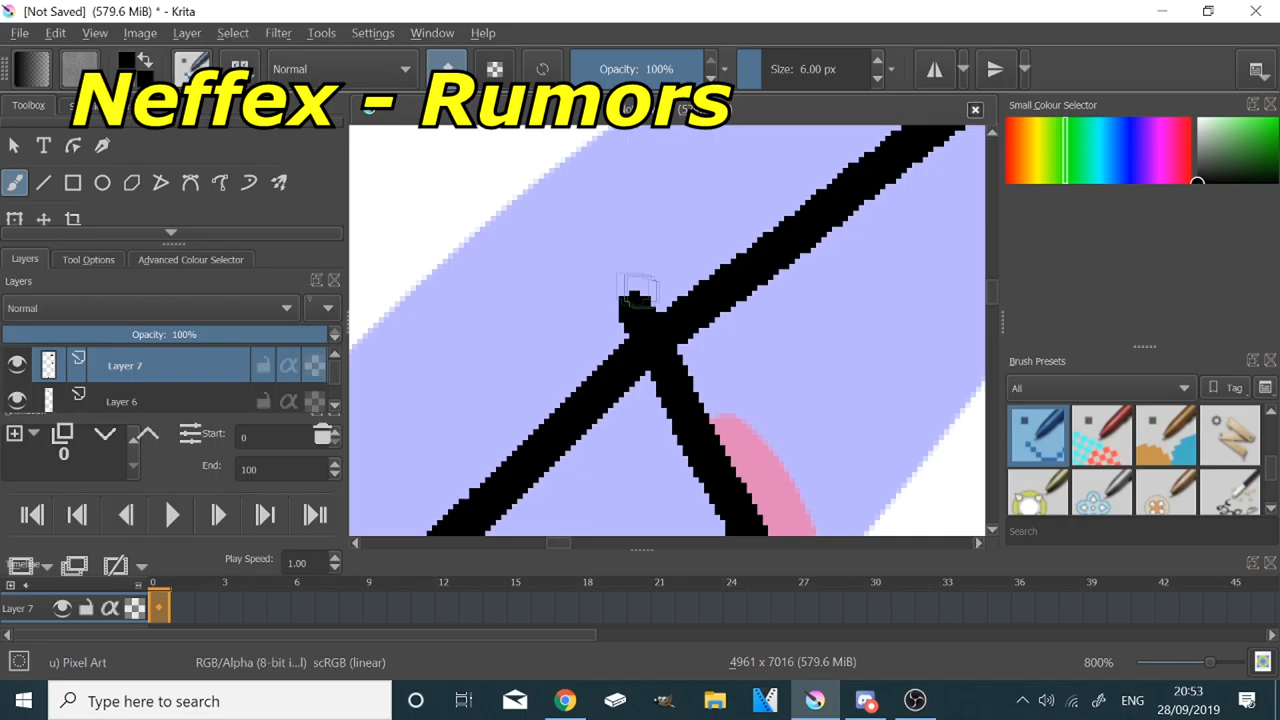 [Not Saved] (579.6 MiB) * - Krita
File Edit View Image Layer Select Filter Tools Settings Window Help
Normal
Opacity: 100%
Size: 6.00 px
Neffex - Rumors
Toolbox
Small Colour Selector
Layers
Tool Options
Advanced Colour Selector
Layers
Normal
Opacity: 100%
Layer 7
Layer 6
Start: 0
0
End: 100
Play Speed: 1.00
Brush Presets
All
Tag
Search
0 3 6 9 12 15 18 21 24 27 30 33 36 39 42 45
Layer 7
u) Pixel Art
RGB/Alpha (8-bit i...l) scRGB (linear)
4961 x 7016 (579.6 MiB)
800%
Type here to search
ENG
20:53
28/09/2019